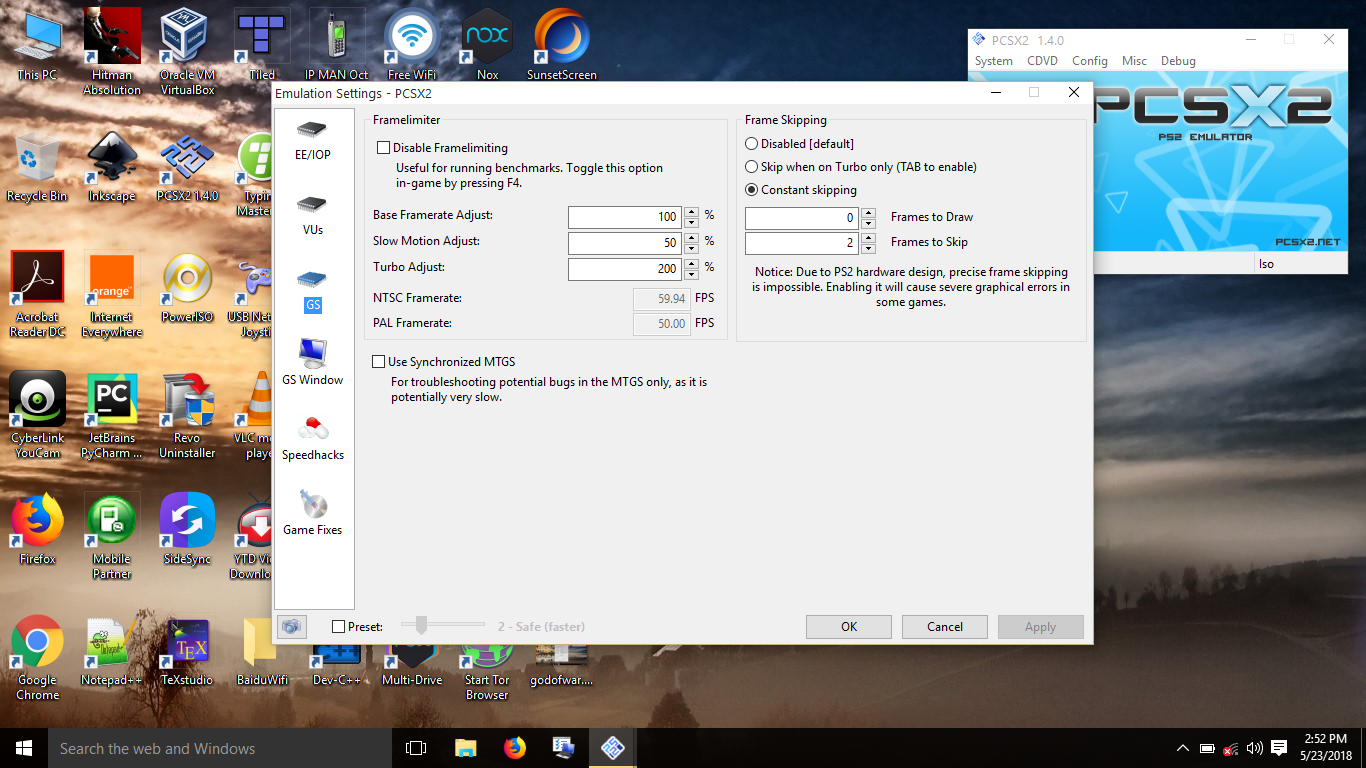 This PC
Hitman
Absolution
Oracle VM
VirtualBox
Tiled
IP MAN Oct
Free WiFi
nox
Nox
SunsetScreen
Recycle Bin
Inkscape
PCSX2 1.4.0
Typin
Master
Acrobat
Reader DC
orange™
Internet
Everywhere
PowerISO
USB Net
Joysti
CyberLink
YouCam
PC
JetBrains
PyCharm ...
Revo
Uninstaller
VLC me
playe
Firefox
Mobile
Partner
SideSync
YTD Vi
Downlo
Google
Chrome
Notepad++
TEX
TeXstudio
BaiduWifi
Dev-C++
Multi-Drive
Start Tor
Browser
godofwar....
PCSX2 1.4.0
System CDVD Config Misc Debug
PCSX2
PS2 EMULATOR
PCSX2.NET
Iso
Emulation Settings - PCSX2
EE/IOP
VUs
GS
GS Window
Speedhacks
Game Fixes
Framelimiter
Disable Framelimiting
Useful for running benchmarks. Toggle this option
in-game by pressing F4.
Base Framerate Adjust: 100 %
Slow Motion Adjust: 50 %
Turbo Adjust: 200 %
NTSC Framerate: 59.94 FPS
PAL Framerate: 50.00 FPS
Use Synchronized MTGS
For troubleshooting potential bugs in the MTGS only, as it is
potentially very slow.
Frame Skipping
Disabled [default]
Skip when on Turbo only (TAB to enable)
Constant skipping
0 Frames to Draw
2 Frames to Skip
Notice: Due to PS2 hardware design, precise frame skipping
is impossible. Enabling it will cause severe graphical errors in
some games.
Preset: 2 - Safe (faster)
OK Cancel Apply
Search the web and Windows
2:52 PM
5/23/2018